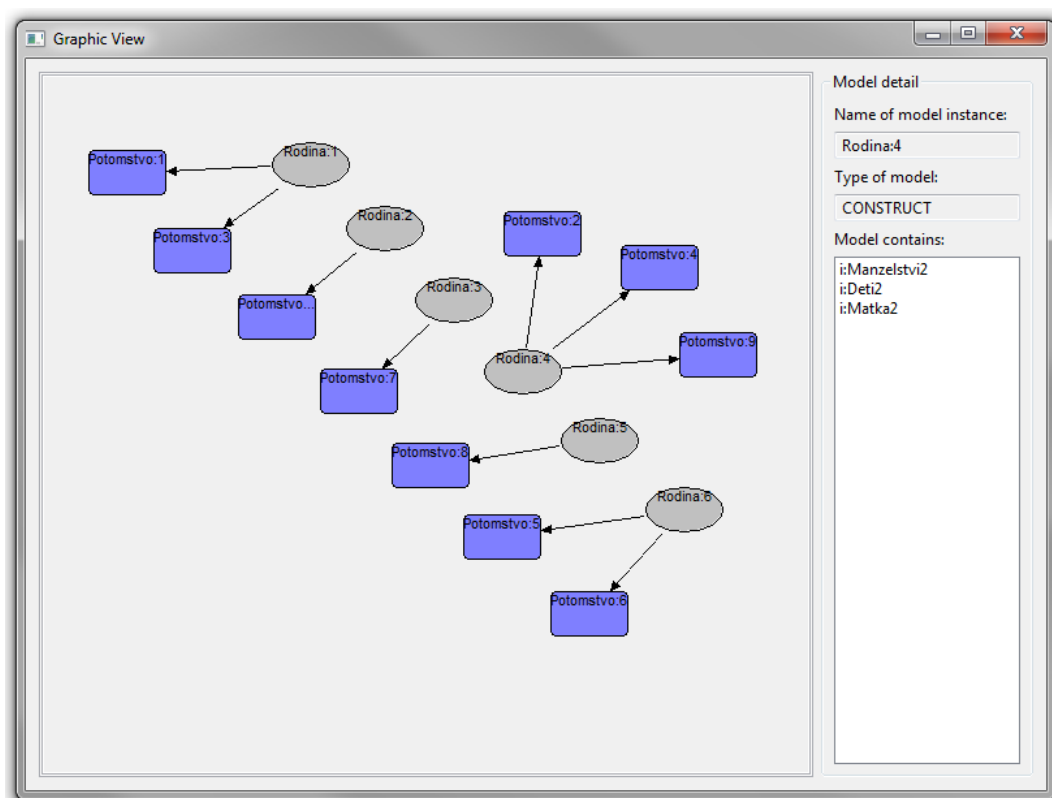 Graphic View
Model detail
Name of model instance:
Rodina:4
Type of model:
CONSTRUCT
Model contains:
i:Manzelstvi2
i:Deti2
i:Matka2
Rodina:1
Potomstvo:1
Rodina:2
Potomstvo:2
Potomstvo:3
Potomstvo:4
Rodina:3
Potomstvo...
Potomstvo:9
Rodina:4
Potomstvo:7
Rodina:5
Potomstvo:8
Rodina:6
Potomstvo:5
Potomstvo:6